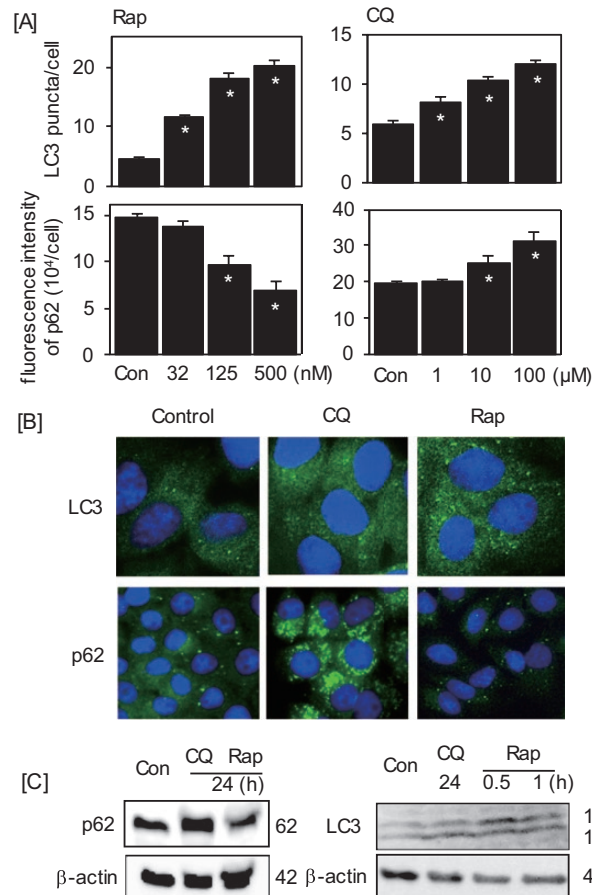 [A]
Rap
CQ
LC3 puncta/cell
20
10
0
15
10
5
0
* * *
* * *
fluorescence intensity
of p62 (10⁴/cell)
15
10
5
0
40
30
20
10
0
* *
* *
Con 32 125 500 (nM)
Con 1 10 100 (µM)
[B]
Control CQ Rap
LC3
p62
[C]
Con CQ Rap
24 (h)
p62 62
β-actin 42
Con CQ Rap
24 0.5 1 (h)
LC3 1
1
β-actin 4